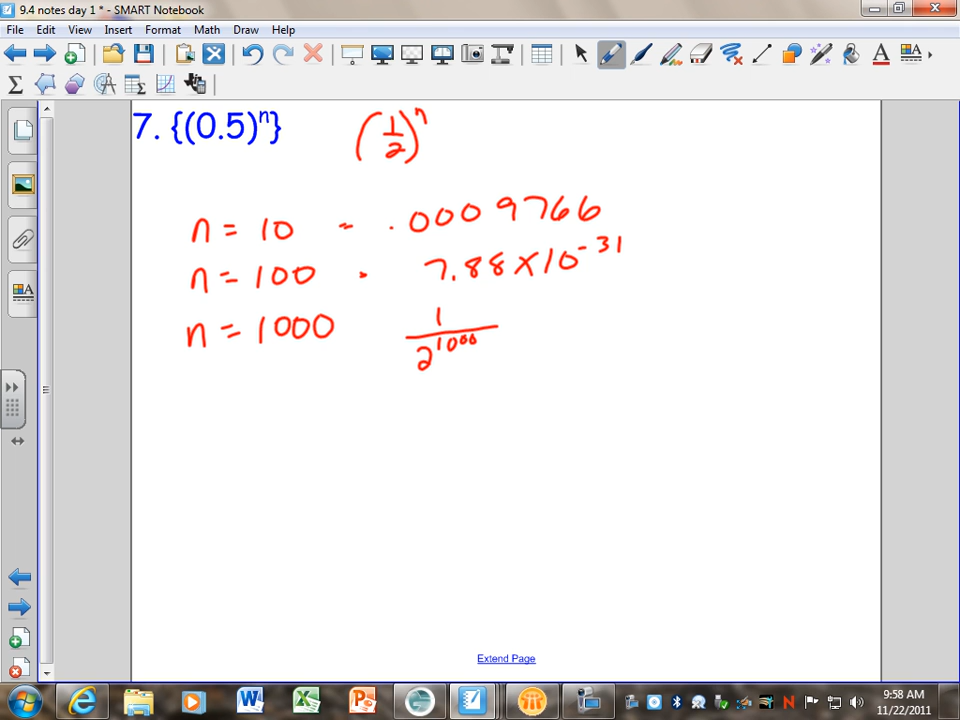 9.4 notes day 1 * - SMART Notebook
File Edit View Insert Format Math Draw Help
7. {(0.5)ⁿ} (1/2)ⁿ
n = 10 - .0009766
n = 100 · 7.88 × 10⁻³¹
n = 1000 1/2¹⁰⁰⁰
Extend Page
9:58 AM
11/22/2011